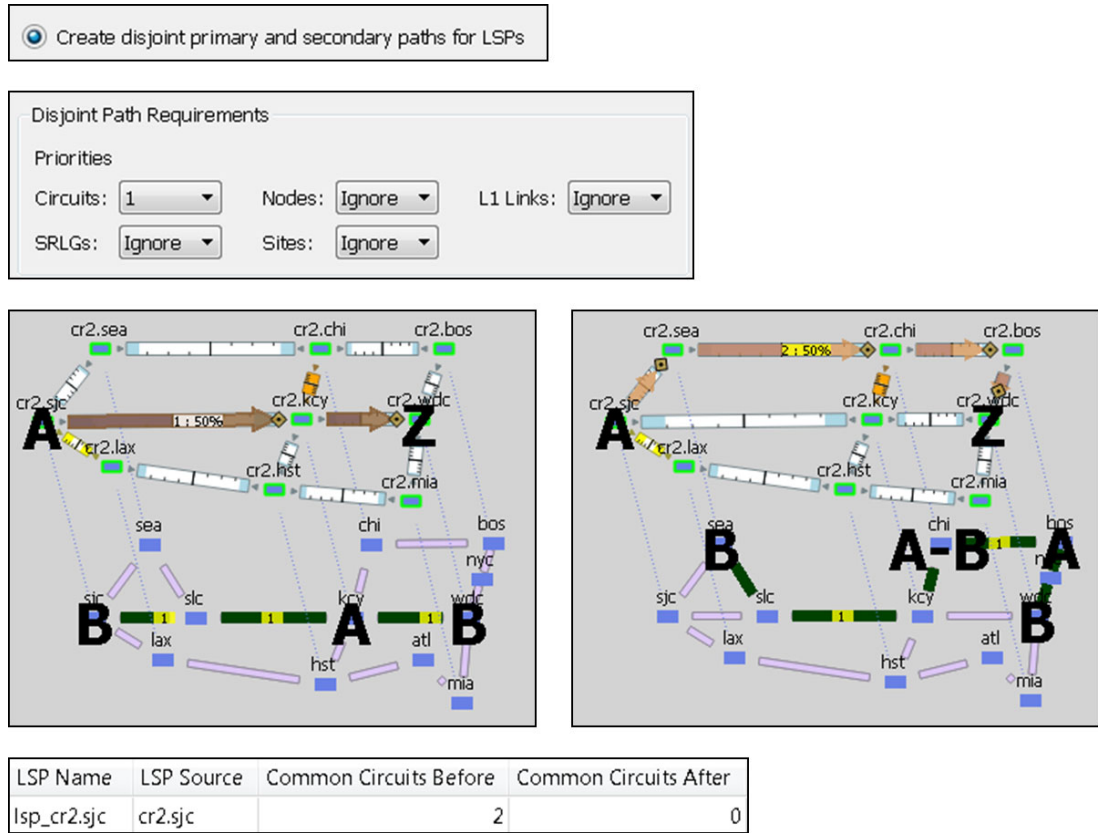 Create disjoint primary and secondary paths for LSPs
Disjoint Path Requirements
Priorities
Circuits: 1 Nodes: Ignore L1 Links: Ignore
SRLGs: Ignore Sites: Ignore
cr2.sea cr2.chi cr2.bos
cr2.sjc cr2.kcy cr2.wdc
A 1 : 50% Z
cr2.lax
cr2.hst
cr2.mia
sea chi bos
nyc
sjc slc kcy wdc
B 1 1 A 1 B
lax atl
hst
mia
cr2.sea cr2.chi cr2.bos
2 : 50%
cr2.sjc cr2.kcy cr2.wdc
A Z
cr2.lax
cr2.hst
cr2.mia
sea chi bos
B A-B 1 A
sjc slc kcy wdc
1 B
lax atl
hst
mia
LSP Name LSP Source Common Circuits Before Common Circuits After
lsp_cr2.sjc cr2.sjc 2 0